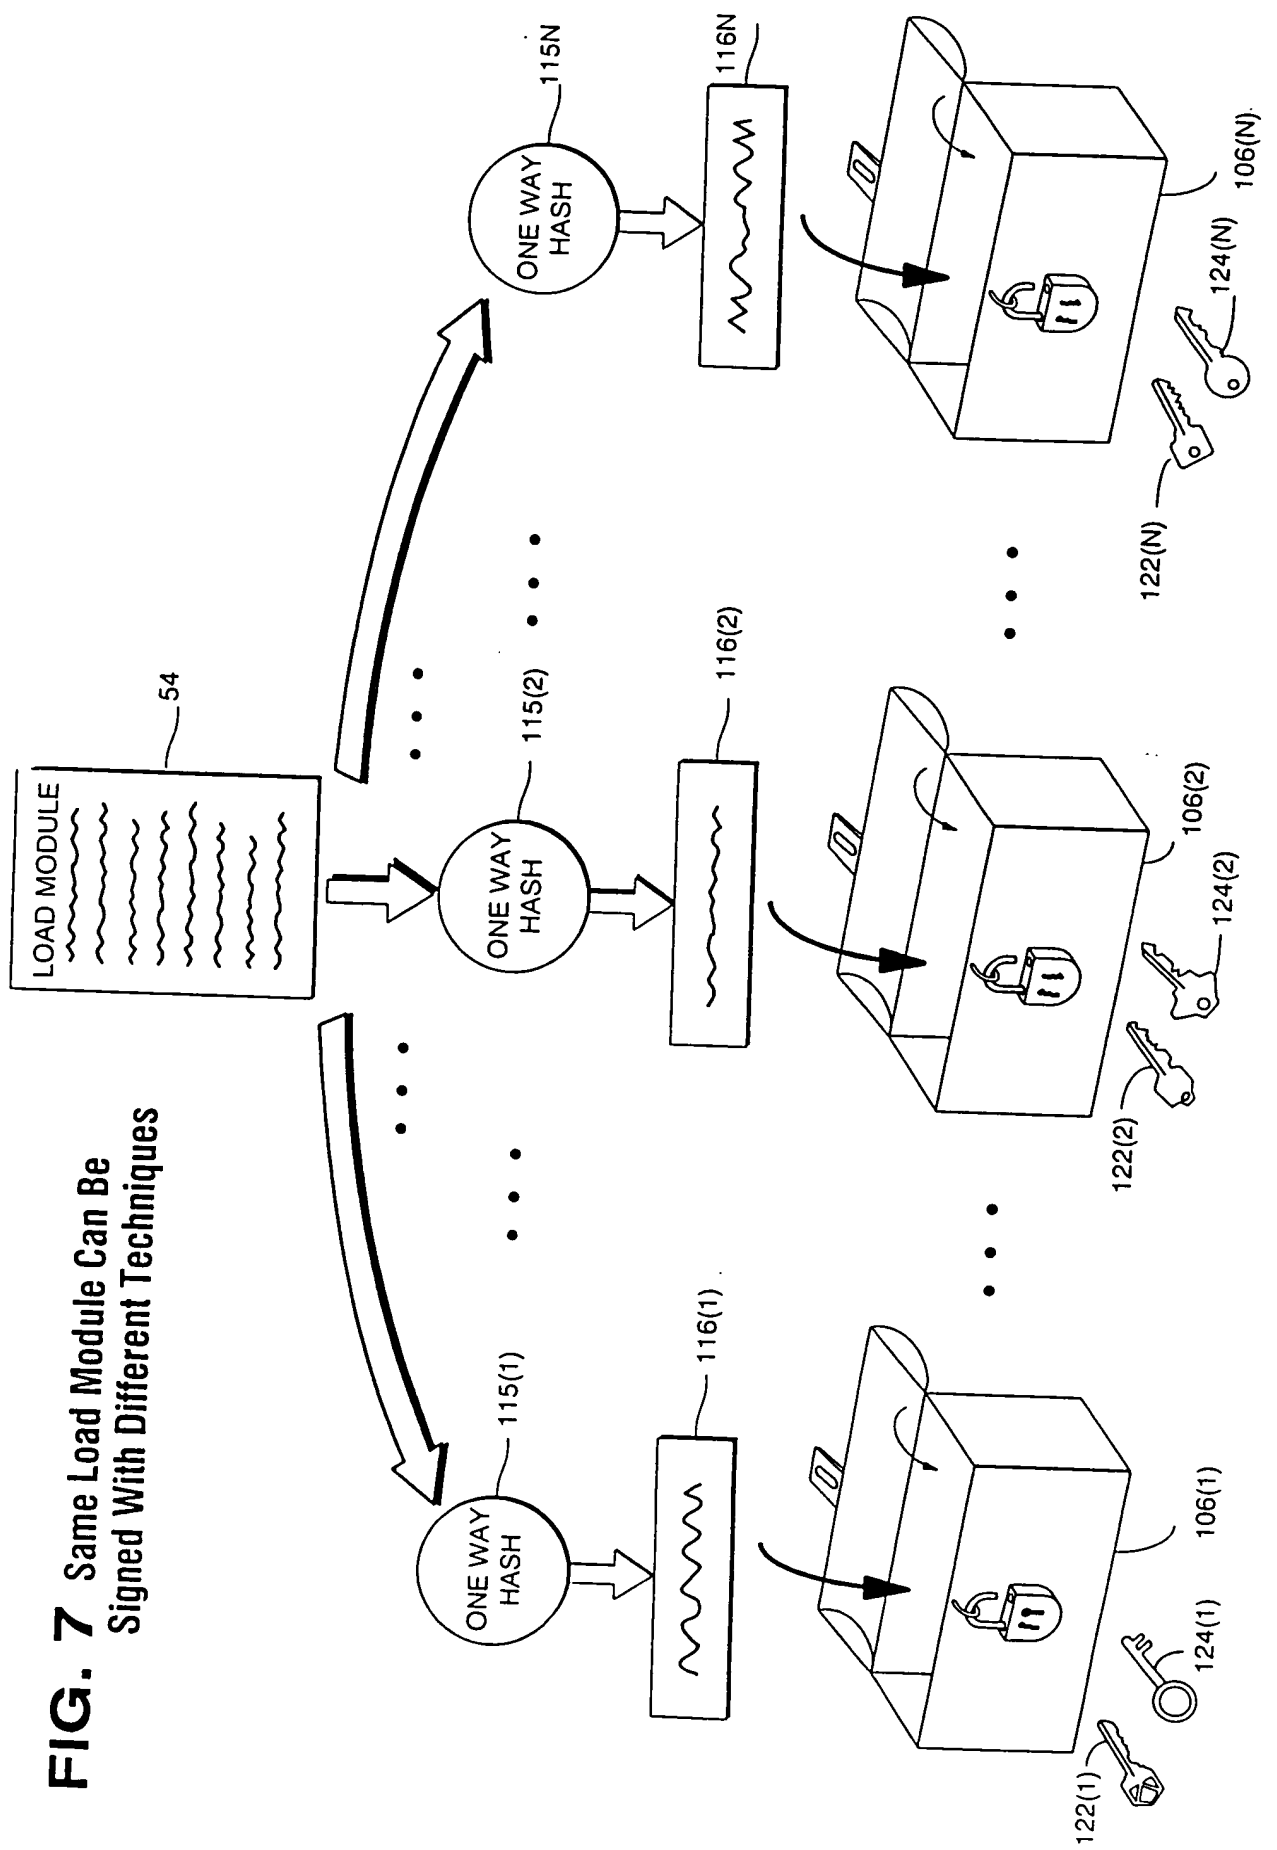 FIG. 7 Same Load Module Can Be
Signed With Different Techniques
LOAD MODULE
54
ONE WAY
HASH
115(1)
ONE WAY
HASH
115(2)
ONE WAY
HASH
115N
116(1)
116(2)
116N
106(1)
122(1)
124(1)
106(2)
122(2)
124(2)
106(N)
122(N)
124(N)